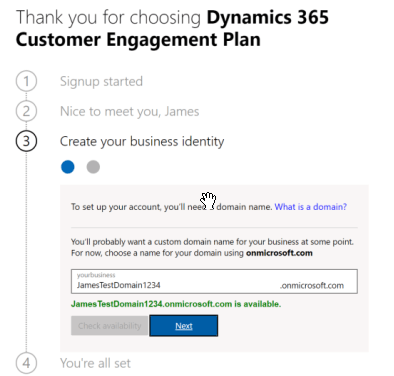 Thank you for choosing Dynamics 365
Customer Engagement Plan
1 Signup started
2 Nice to meet you, James
3 Create your business identity
To set up your account, you'll need a domain name. What is a domain?
You'll probably want a custom domain name for your business at some point.
For now, choose a name for your domain using onmicrosoft.com
yourbusiness
JamesTestDomain1234 .onmicrosoft.com
JamesTestDomain1234.onmicrosoft.com is available.
Check availability Next
4 You're all set